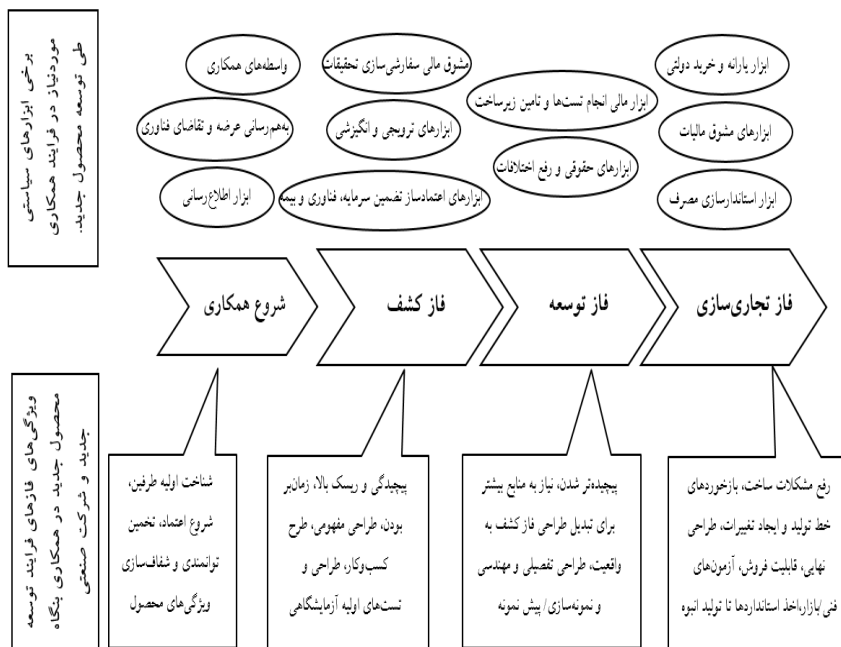 برخی ابزارهای سیاستی
موردنیاز در فرایند همکاری
طی توسعه محصول جدید.
واسطه‌های همکاری
به‌هم‌رسانی عرضه و تقاضای فناوری
ابزار اطلاع‌رسانی
مشوق مالی سفارشی‌سازی تحقیقات
ابزارهای ترویجی و انگیزشی
ابزارهای اعتمادساز تضمین سرمایه، فناوری و بیمه
ابزار مالی انجام تست‌ها و تامین زیرساخت
ابزارهای حقوقی و رفع اختلافات
ابزار یارانه و خرید دولتی
ابزارهای مشوق مالیات
ابزار استاندارسازی مصرف
شروع همکاری
فاز کشف
فاز توسعه
فاز تجاری‌سازی
ویژگی‌های فازهای فرایند توسعه
محصول جدید در همکاری بنگاه
جدید و شرکت صنعتی
شناخت اولیه طرفین،
شروع اعتماد، تخمین
توانمندی و شفاف‌سازی
ویژگی‌های محصول
پیچیدگی و ریسک بالا، زمان‌بر
بودن، طراحی مفهومی، طرح
کسب‌وکار، طراحی و
تست‌های اولیه آزمایشگاهی
پیچیده‌تر شدن، نیاز به منابع بیشتر
برای تبدیل طراحی فاز کشف به
واقعیت، طراحی تفصیلی و مهندسی
و نمونه‌سازی/ پیش نمونه
رفع مشکلات ساخت، بازخوردهای
خط تولید و ایجاد تغییرات، طراحی
نهایی، قابلیت فروش، آزمون‌های
فنی/بازار،اخذ استانداردها تا تولید انبوه